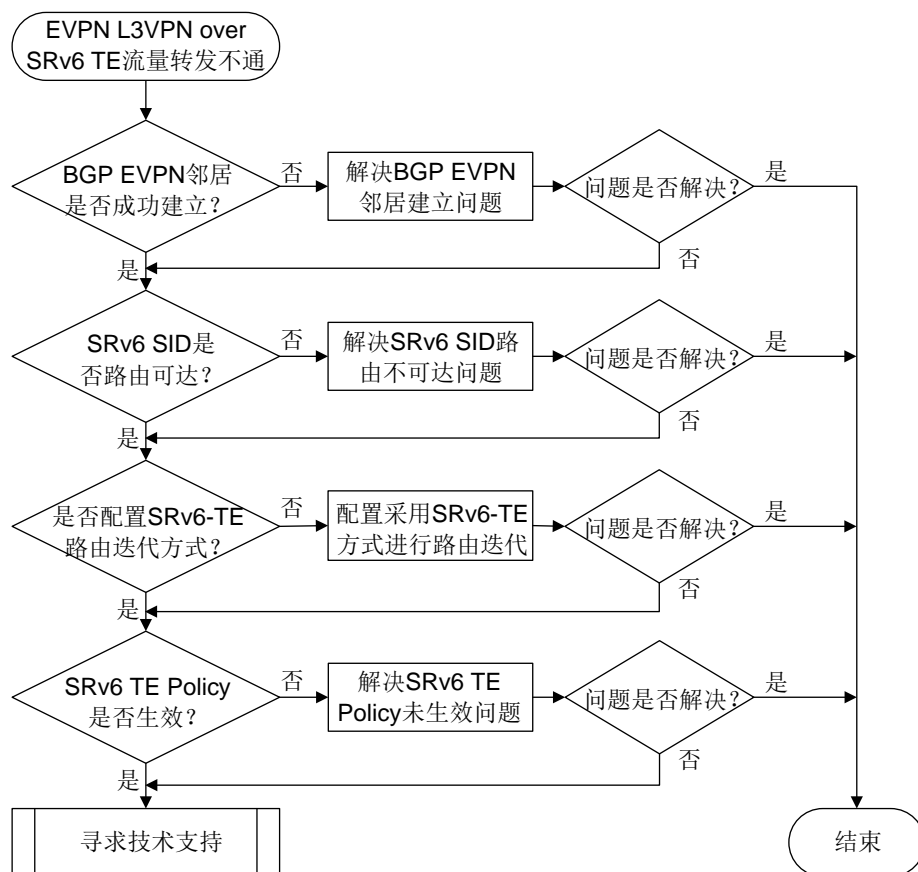 EVPN L3VPN over
SRv6 TE流量转发不通
BGP EVPN邻居
是否成功建立？
否
解决BGP EVPN
邻居建立问题
问题是否解决？
是
否
是
SRv6 SID是
否路由可达？
否
解决SRv6 SID路
由不可达问题
问题是否解决？
是
否
是
是否配置SRv6-TE
路由迭代方式？
否
配置采用SRv6-TE
方式进行路由迭代
问题是否解决？
是
否
是
SRv6 TE Policy
是否生效？
否
解决SRv6 TE
Policy未生效问题
问题是否解决？
是
否
是
寻求技术支持
结束